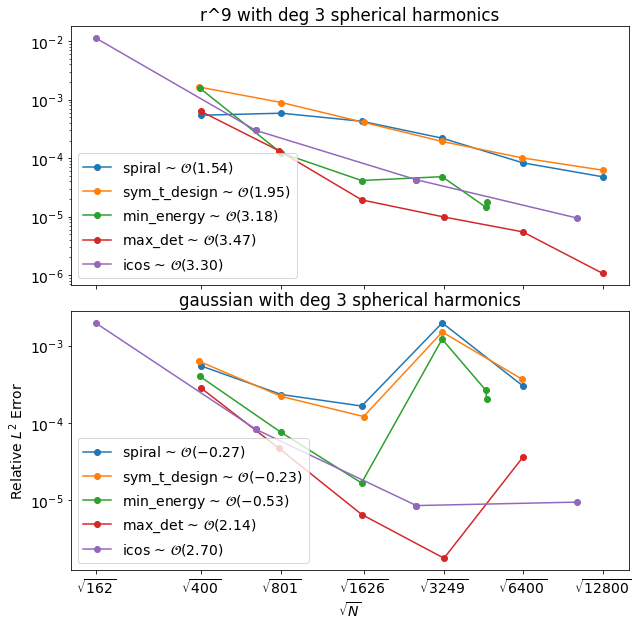 r^9 with deg 3 spherical harmonics
10⁻²
10⁻³
10⁻⁴
10⁻⁵
10⁻⁶
spiral ~ 𝒪(1.54)
sym_t_design ~ 𝒪(1.95)
min_energy ~ 𝒪(3.18)
max_det ~ 𝒪(3.47)
icos ~ 𝒪(3.30)
gaussian with deg 3 spherical harmonics
Relative L² Error
10⁻³
10⁻⁴
10⁻⁵
spiral ~ 𝒪(−0.27)
sym_t_design ~ 𝒪(−0.23)
min_energy ~ 𝒪(−0.53)
max_det ~ 𝒪(2.14)
icos ~ 𝒪(2.70)
√162 √400 √801 √1626 √3249 √6400 √12800
√N